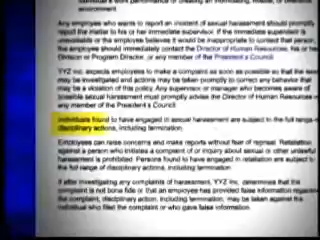 environment.
Any employee who wants to report an incident of sexual harassment should promptly
report the matter to his or her immediate supervisor. If the immediate supervisor is
unavailable or the employee believes it would be inappropriate to contact that person,
the employee should immediately contact the Director of Human Resources, his or her
Division or Program Director, or any member of the President's Council.
YYZ Inc. expects employees to make a complaint as soon as possible so that the
may be investigated and actions may be taken promptly to correct any behavior that
may be a violation of this policy. Any supervisor or manager who becomes aware of
possible sexual harassment must promptly advise the Director of Human Resources
any member of the President's Council.
Individuals found to have engaged in sexual harassment are subject to the full range
disciplinary actions, including termination.
Employees can raise concerns and make reports without fear of reprisal. Retaliation
against a person who initiates a complaint of or inquiry about sexual or other unlawful
harassment is prohibited. Persons found to have engaged in retaliation are subject to
the full range of disciplinary actions, including termination.
If after investigating any complaints of harassment, YYZ Inc. determines that the
complaint is not bona fide or that an employee has provided false information regarding
the complaint, disciplinary action, including termination, may be taken against the
individual who filed the complaint or who gave false information.